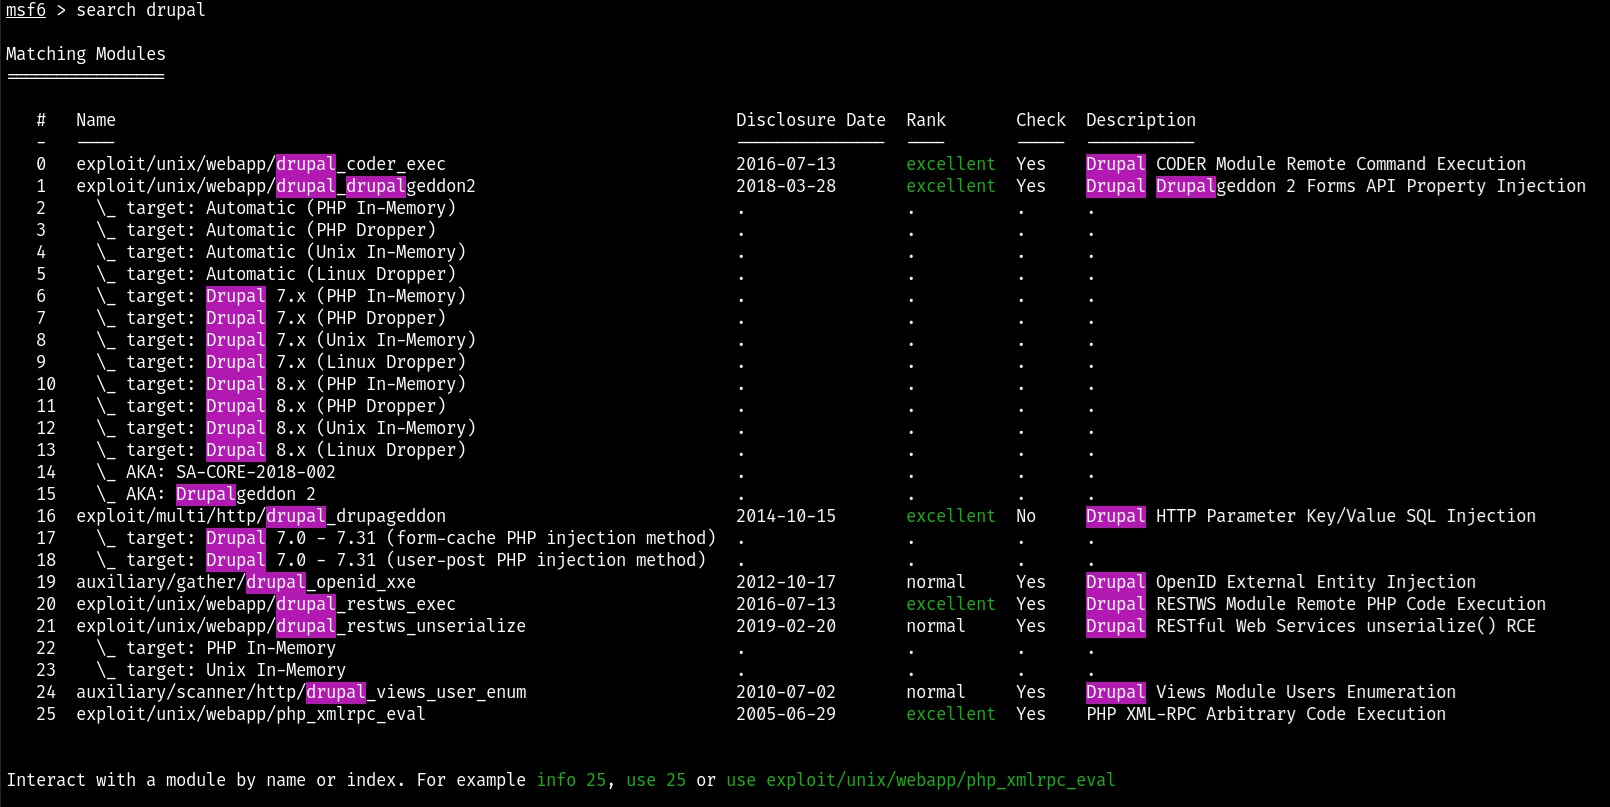 msf6 > search drupal
Matching Modules
================
#   Name   Disclosure Date   Rank   Check   Description
-   ----   ---------------   ----   -----   -----------
0   exploit/unix/webapp/drupal_coder_exec   2016-07-13   excellent   Yes   Drupal CODER Module Remote Command Execution
1   exploit/unix/webapp/drupal_drupalgeddon2   2018-03-28   excellent   Yes   Drupal Drupalgeddon 2 Forms API Property Injection
2   \_ target: Automatic (PHP In-Memory)   .   .   .   .
3   \_ target: Automatic (PHP Dropper)   .   .   .   .
4   \_ target: Automatic (Unix In-Memory)   .   .   .   .
5   \_ target: Automatic (Linux Dropper)   .   .   .   .
6   \_ target: Drupal 7.x (PHP In-Memory)   .   .   .   .
7   \_ target: Drupal 7.x (PHP Dropper)   .   .   .   .
8   \_ target: Drupal 7.x (Unix In-Memory)   .   .   .   .
9   \_ target: Drupal 7.x (Linux Dropper)   .   .   .   .
10   \_ target: Drupal 8.x (PHP In-Memory)   .   .   .   .
11   \_ target: Drupal 8.x (PHP Dropper)   .   .   .   .
12   \_ target: Drupal 8.x (Unix In-Memory)   .   .   .   .
13   \_ target: Drupal 8.x (Linux Dropper)   .   .   .   .
14   \_ AKA: SA-CORE-2018-002   .   .   .   .
15   \_ AKA: Drupalgeddon 2   .   .   .   .
16   exploit/multi/http/drupal_drupageddon   2014-10-15   excellent   No   Drupal HTTP Parameter Key/Value SQL Injection
17   \_ target: Drupal 7.0 - 7.31 (form-cache PHP injection method)   .   .   .   .
18   \_ target: Drupal 7.0 - 7.31 (user-post PHP injection method)   .   .   .   .
19   auxiliary/gather/drupal_openid_xxe   2012-10-17   normal   Yes   Drupal OpenID External Entity Injection
20   exploit/unix/webapp/drupal_restws_exec   2016-07-13   excellent   Yes   Drupal RESTWS Module Remote PHP Code Execution
21   exploit/unix/webapp/drupal_restws_unserialize   2019-02-20   normal   Yes   Drupal RESTful Web Services unserialize() RCE
22   \_ target: PHP In-Memory   .   .   .   .
23   \_ target: Unix In-Memory   .   .   .   .
24   auxiliary/scanner/http/drupal_views_user_enum   2010-07-02   normal   Yes   Drupal Views Module Users Enumeration
25   exploit/unix/webapp/php_xmlrpc_eval   2005-06-29   excellent   Yes   PHP XML-RPC Arbitrary Code Execution
Interact with a module by name or index. For example info 25, use 25 or use exploit/unix/webapp/php_xmlrpc_eval